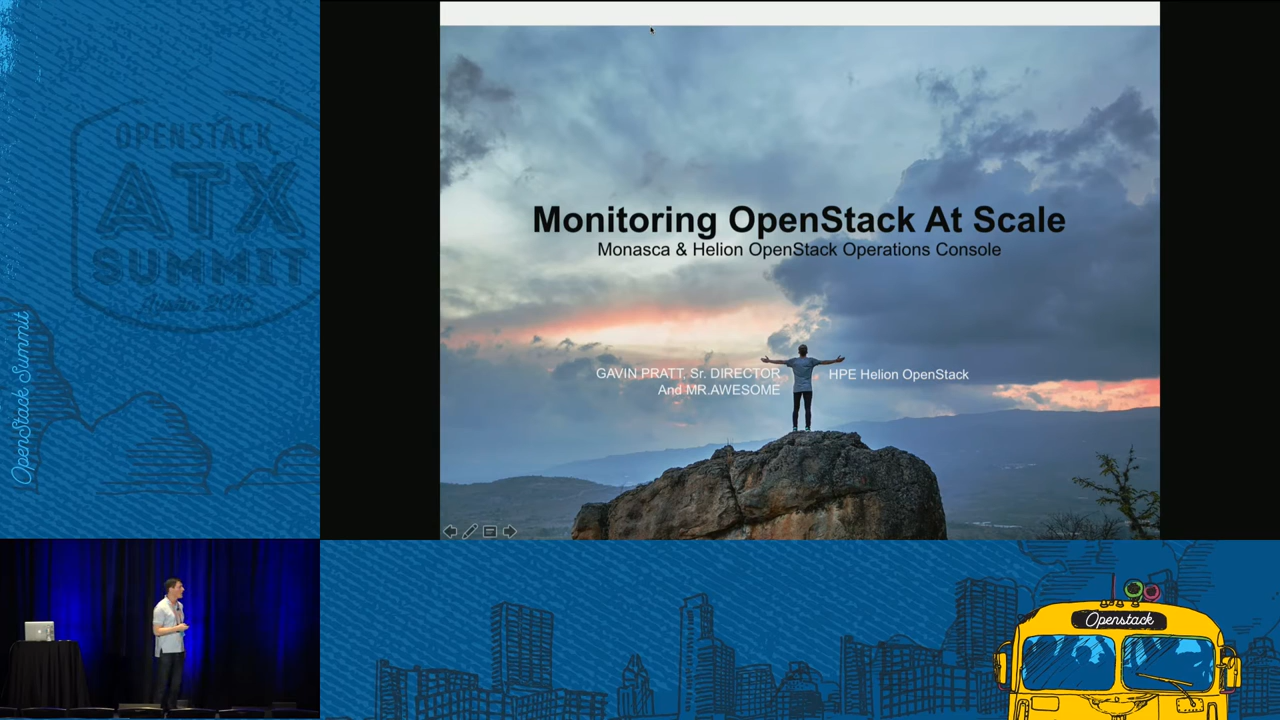 OPENSTACK
ATX
SUMMIT
Austin 2016
OpenStack Summit
Monitoring OpenStack At Scale
Monasca & Helion OpenStack Operations Console
GAVIN PRATT, Sr. DIRECTOR
And MR.AWESOME
HPE Helion OpenStack
Openstack